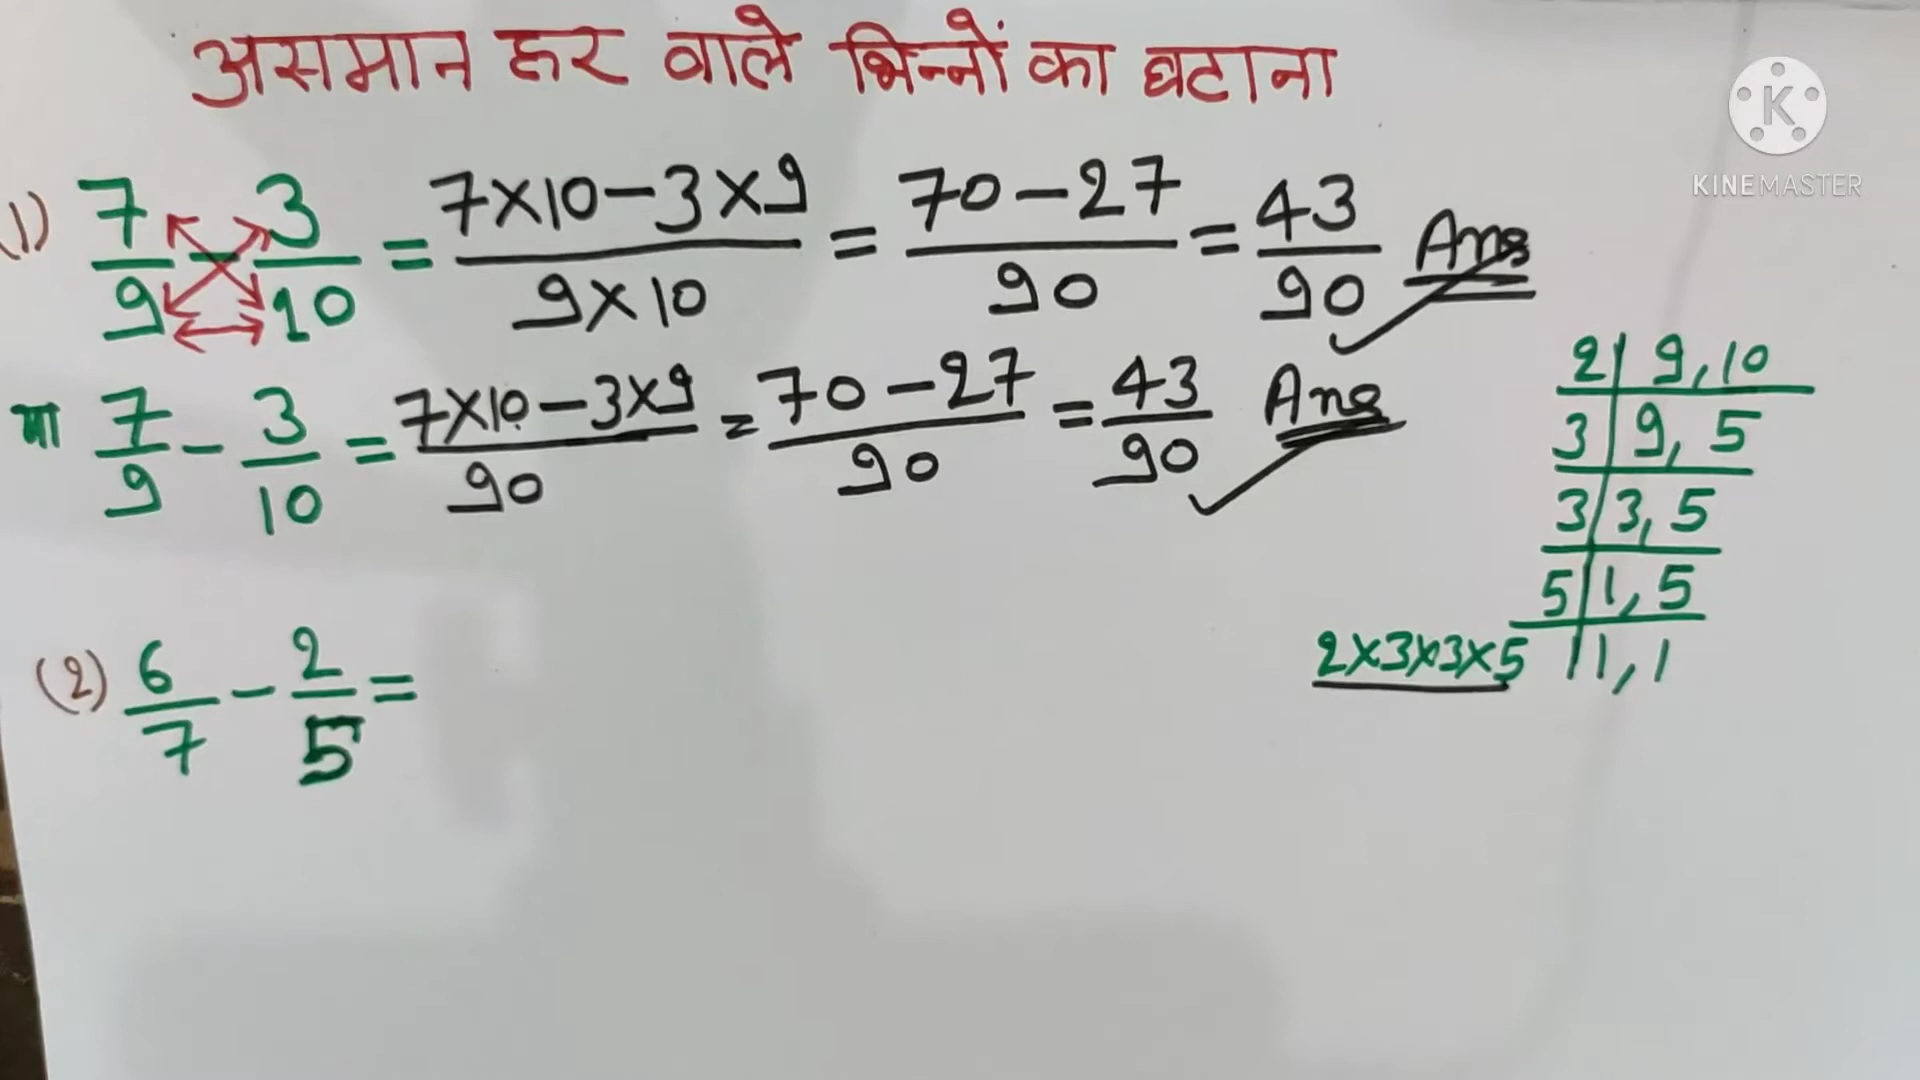 असमान हर वाले भिन्नों का घटाना
(1) 7/9 - 3/10 = 7×10-3×9/9×10 = 70-27/90 = 43/90 Ans
या 7/9 - 3/10 = 7×10-3×9/90 = 70-27/90 = 43/90 Ans
2 | 9, 10
3 | 9, 5
3 | 3, 5
5 | 1, 5
| 1, 1
2×3×3×5
(2) 6/7 - 2/5 =
K
KINEMASTER